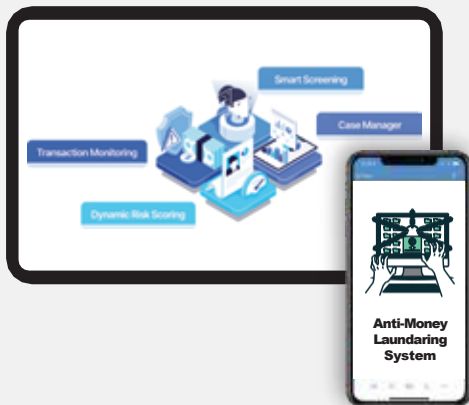 Smart Screening
Case Manager
Transaction Monitoring
Dynamic Risk Scoring
Anti-Money
Laundaring
System